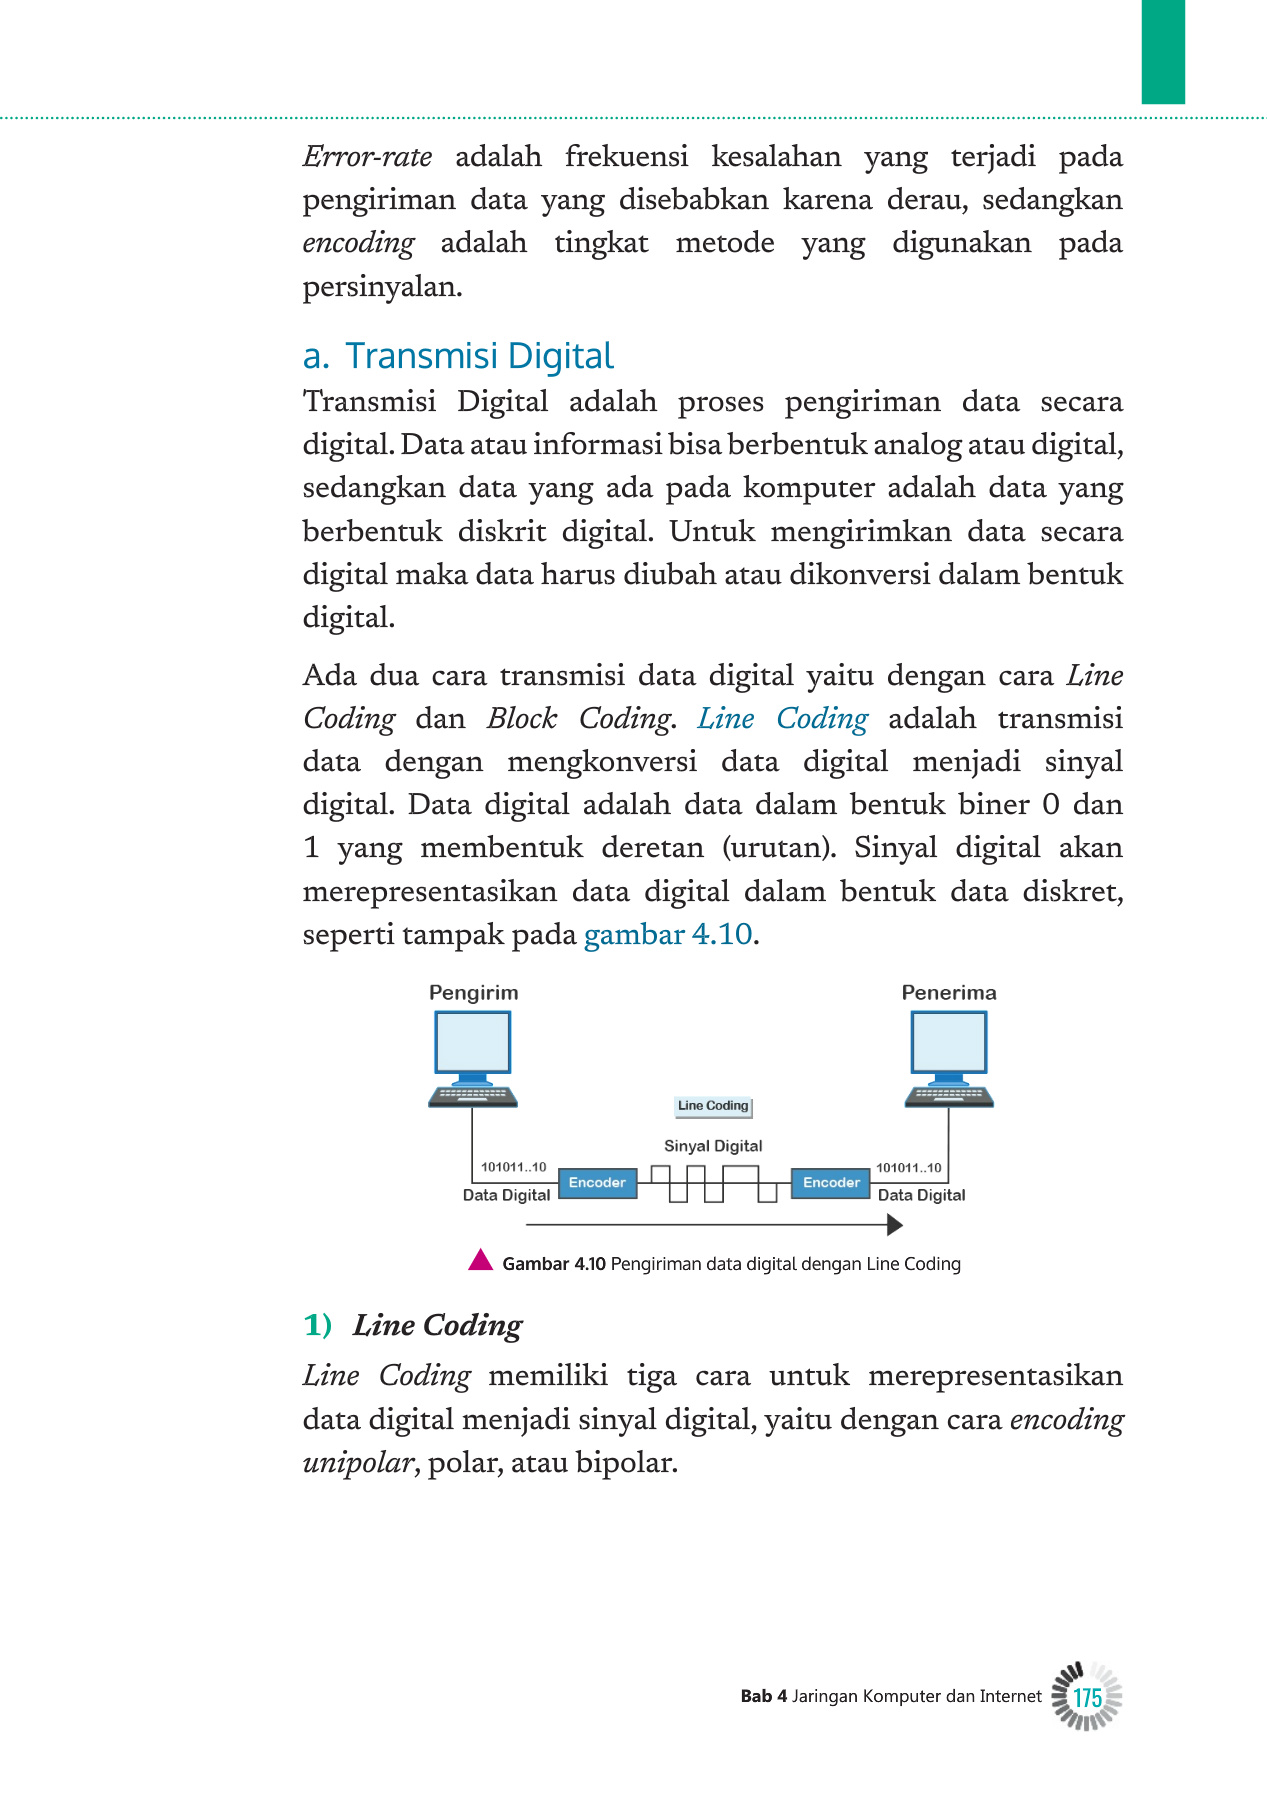 Error-rate adalah frekuensi kesalahan yang terjadi pada
pengiriman data yang disebabkan karena derau, sedangkan
encoding adalah tingkat metode yang digunakan pada
persinyalan.
a. Transmisi Digital
Transmisi Digital adalah proses pengiriman data secara
digital. Data atau informasi bisa berbentuk analog atau digital,
sedangkan data yang ada pada komputer adalah data yang
berbentuk diskrit digital. Untuk mengirimkan data secara
digital maka data harus diubah atau dikonversi dalam bentuk
digital.
Ada dua cara transmisi data digital yaitu dengan cara Line
Coding dan Block Coding. Line Coding adalah transmisi
data dengan mengkonversi data digital menjadi sinyal
digital. Data digital adalah data dalam bentuk biner 0 dan
1 yang membentuk deretan (urutan). Sinyal digital akan
merepresentasikan data digital dalam bentuk data diskret,
seperti tampak pada gambar 4.10.
Pengirim
Penerima
Line Coding
Sinyal Digital
101011..10
Data Digital
Encoder
Encoder
101011..10
Data Digital
Gambar 4.10 Pengiriman data digital dengan Line Coding
1) Line Coding
Line Coding memiliki tiga cara untuk merepresentasikan
data digital menjadi sinyal digital, yaitu dengan cara encoding
unipolar, polar, atau bipolar.
Bab 4 Jaringan Komputer dan Internet
175